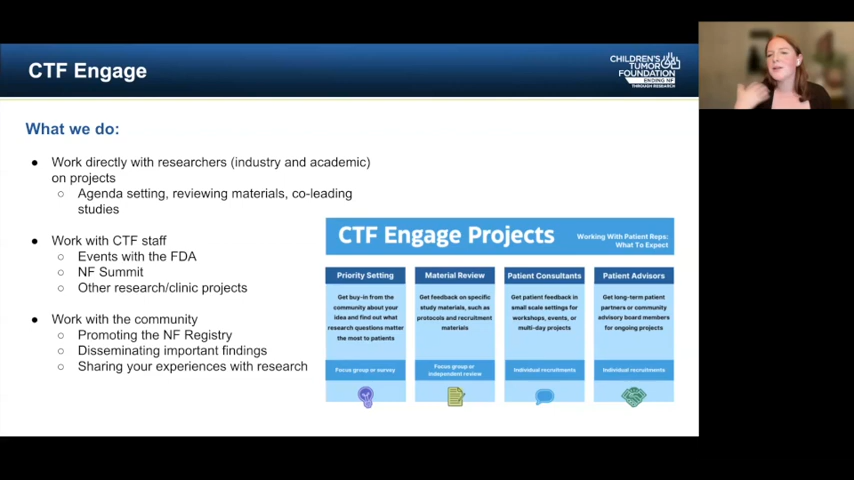 CTF Engage
CHILDREN'S
TUMOR
FOUNDATION
ENDING NF
THROUGH RESEARCH
What we do:
● Work directly with researchers (industry and academic)
on projects
○ Agenda setting, reviewing materials, co-leading
studies
● Work with CTF staff
○ Events with the FDA
○ NF Summit
○ Other research/clinic projects
● Work with the community
○ Promoting the NF Registry
○ Disseminating important findings
○ Sharing your experiences with research
CTF Engage Projects
Working With Patient Reps:
What To Expect
Priority Setting
Get buy-in from the
community about your
idea and find out what
research questions matter
the most to patients
Focus group or survey
Material Review
Get feedback on specific
study materials, such as
protocols and recruitment
materials
Focus group or
independent review
Patient Consultants
Get patient feedback in
small scale settings for
workshops, events, or
multi-day projects
Individual recruitments
Patient Advisors
Get long-term patient
partners or community
advisory board members
for ongoing projects
Individual recruitments